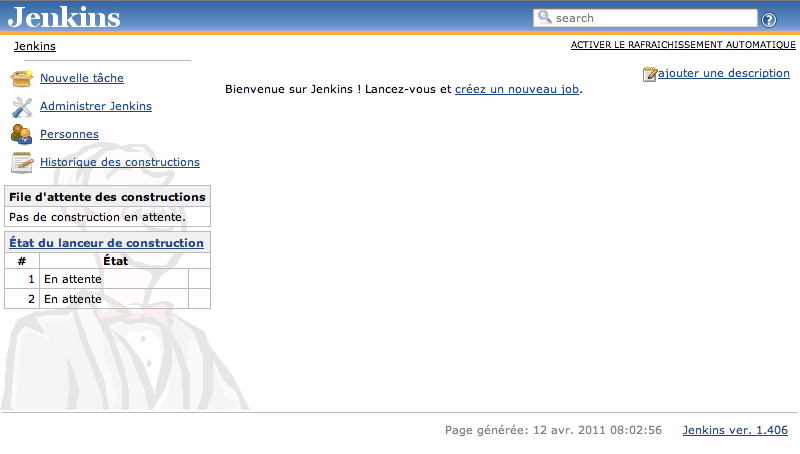 Jenkins
search
Jenkins
ACTIVER LE RAFRAICHISSEMENT AUTOMATIQUE
Nouvelle tâche
Administrer Jenkins
Personnes
Historique des constructions
ajouter une description
Bienvenue sur Jenkins ! Lancez-vous et créez un nouveau job.
File d'attente des constructions
Pas de construction en attente.
État du lanceur de construction
# État
1 En attente
2 En attente
Page générée: 12 avr. 2011 08:02:56 Jenkins ver. 1.406